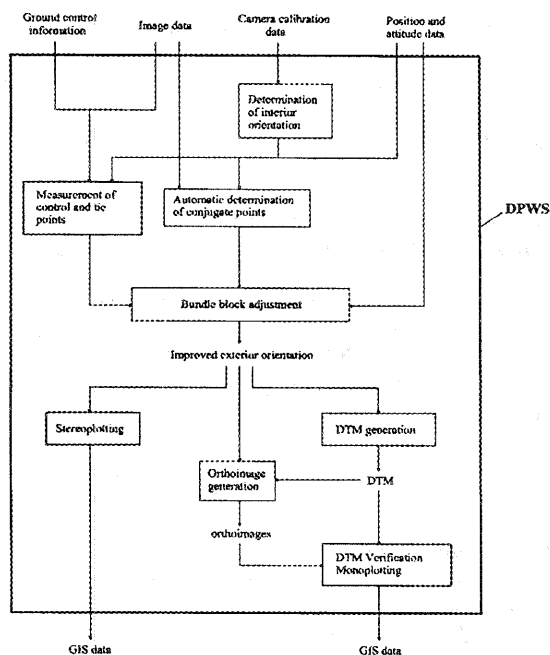 Ground control
information
Image data
Camera calibration
data
Position and
attitude data
Determination
of interiur
orientation
Measurement of
control and tie
points
Automatic determination
of conjugate points
DPWS
Bundle block adjustment
Improved exterior orientation
Stereoplotting
DTM generation
Orthoimage
generation
DTM
orthoimages
DTM Verification
Monoplotting
GIS data
GIS data